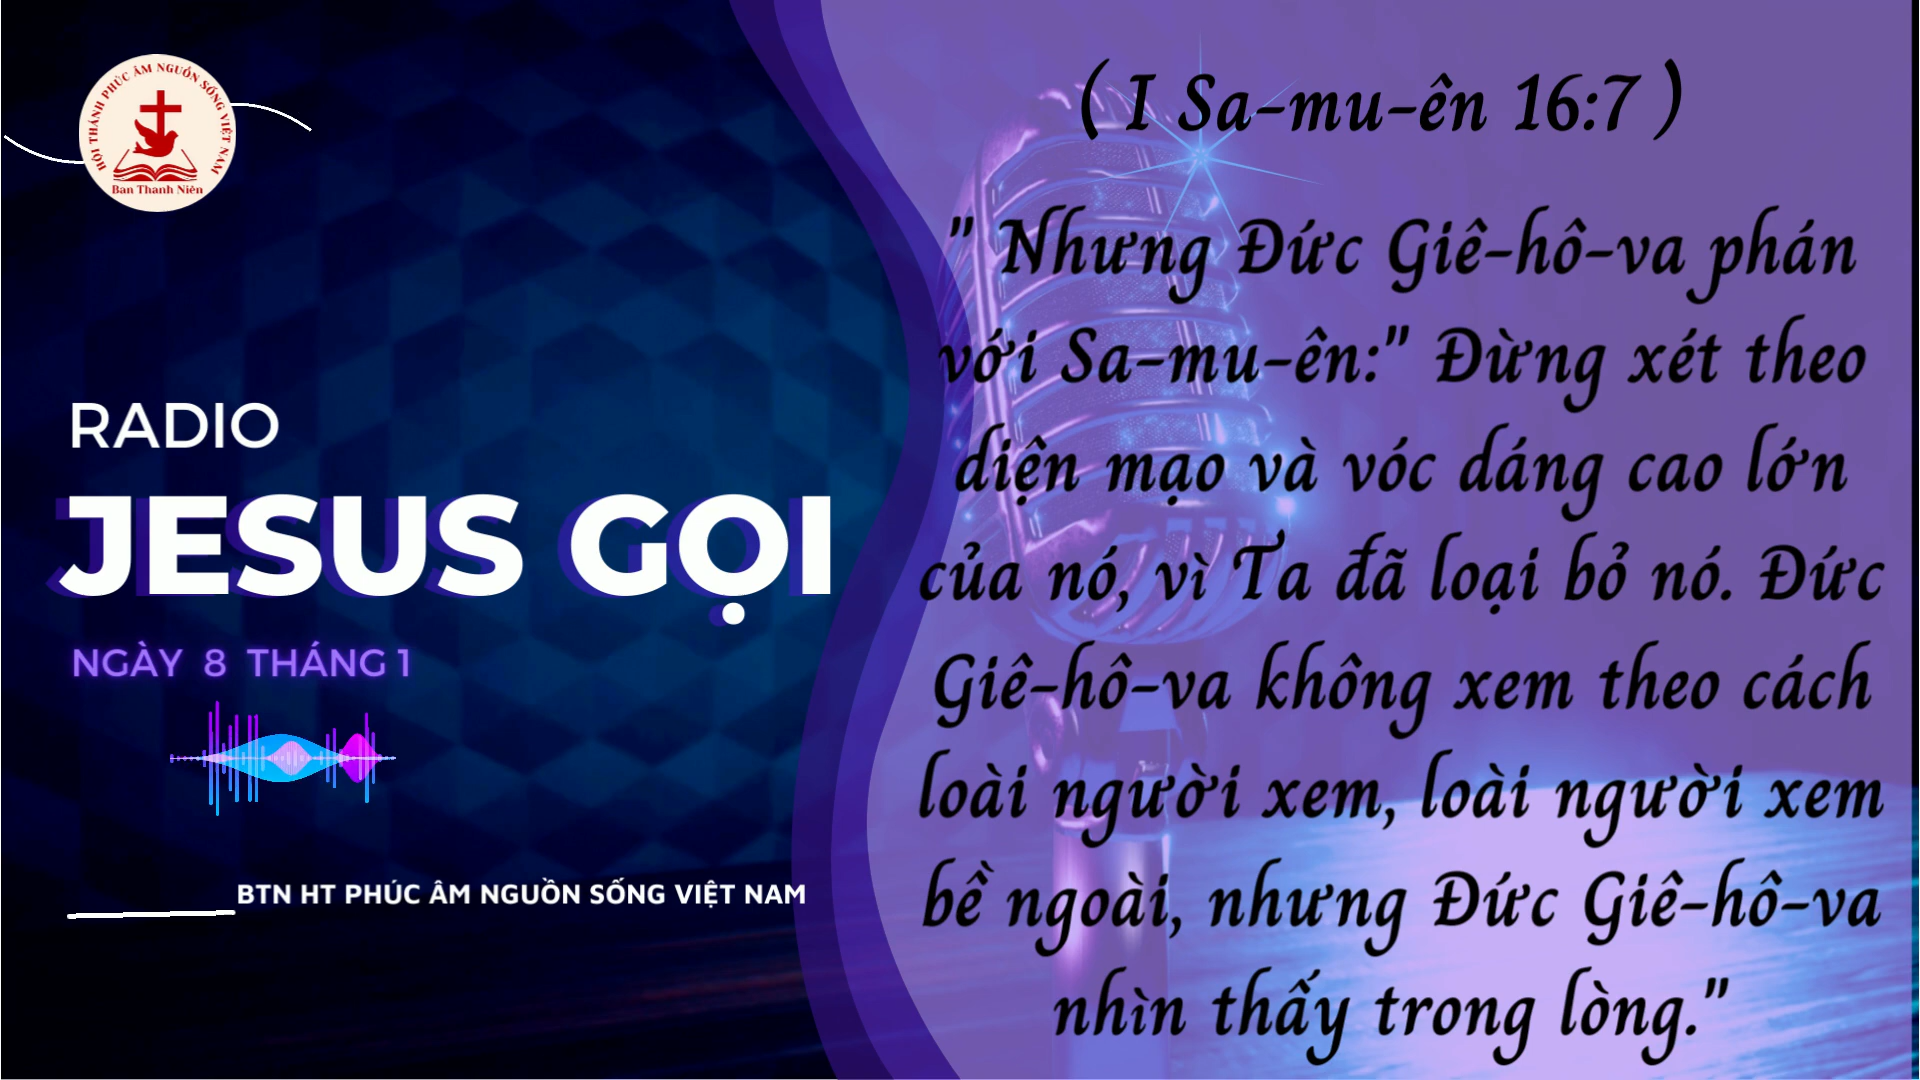 HỘI THÁNH PHÚC ÂM NGUỒN SỐNG VIỆT NAM
Ban Thanh Niên
RADIO
JESUS GỌI
NGÀY 8 THÁNG 1
BTN HT PHÚC ÂM NGUỒN SỐNG VIỆT NAM
( I Sa-mu-ên 16:7 )
" Nhưng Đức Giê-hô-va phán
với Sa-mu-ên:" Đừng xét theo
diện mạo và vóc dáng cao lớn
của nó, vì Ta đã loại bỏ nó. Đức
Giê-hô-va không xem theo cách
loài người xem, loài người xem
bề ngoài, nhưng Đức Giê-hô-va
nhìn thấy trong lòng."